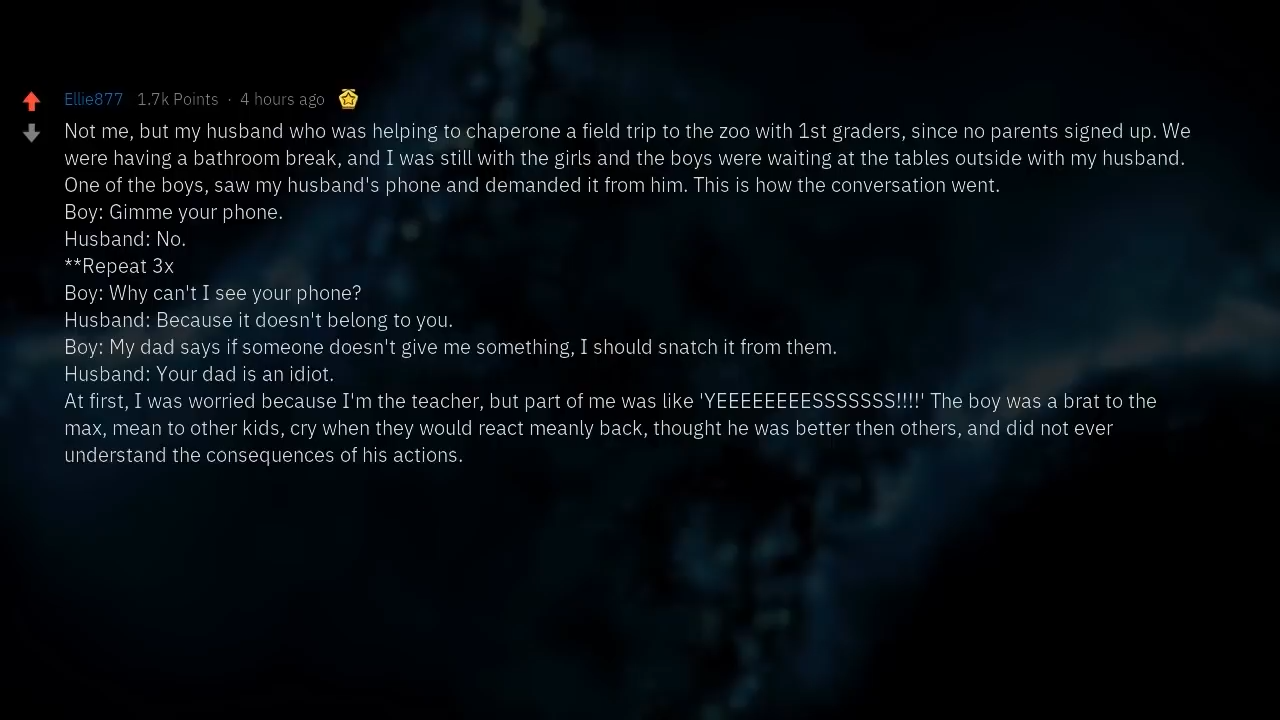 Ellie877 1.7k Points · 4 hours ago
Not me, but my husband who was helping to chaperone a field trip to the zoo with 1st graders, since no parents signed up. We
were having a bathroom break, and I was still with the girls and the boys were waiting at the tables outside with my husband.
One of the boys, saw my husband's phone and demanded it from him. This is how the conversation went.
Boy: Gimme your phone.
Husband: No.
**Repeat 3x
Boy: Why can't I see your phone?
Husband: Because it doesn't belong to you.
Boy: My dad says if someone doesn't give me something, I should snatch it from them.
Husband: Your dad is an idiot.
At first, I was worried because I'm the teacher, but part of me was like 'YEEEEEEEESSSSSSS!!!!' The boy was a brat to the
max, mean to other kids, cry when they would react meanly back, thought he was better then others, and did not ever
understand the consequences of his actions.